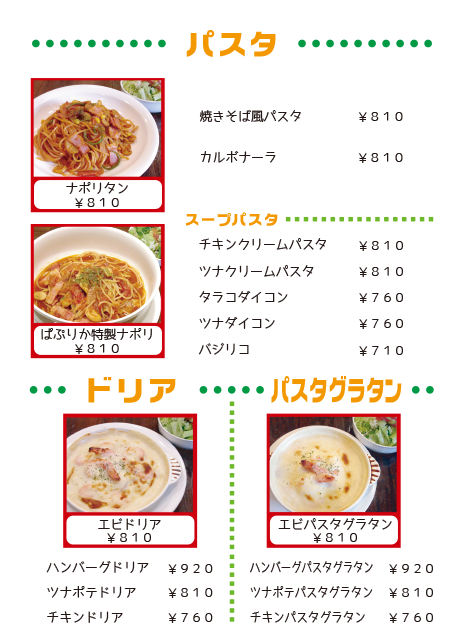 パスタ
ナポリタン
￥８１０
焼きそば風パスタ ￥８１０
カルボナーラ ￥８１０
ぱぷりか特製ナポリ
￥８１０
スープパスタ
チキンクリームパスタ ￥８１０
ツナクリームパスタ ￥８１０
タラコダイコン ￥７６０
ツナダイコン ￥７６０
バジリコ ￥７１０
ドリア
エビドリア
￥８１０
ハンバーグドリア ￥９２０
ツナポテドリア ￥８１０
チキンドリア ￥７６０
パスタグラタン
エビパスタグラタン
￥８１０
ハンバーグパスタグラタン ￥９２０
ツナポテパスタグラタン ￥８１０
チキンパスタグラタン ￥７６０